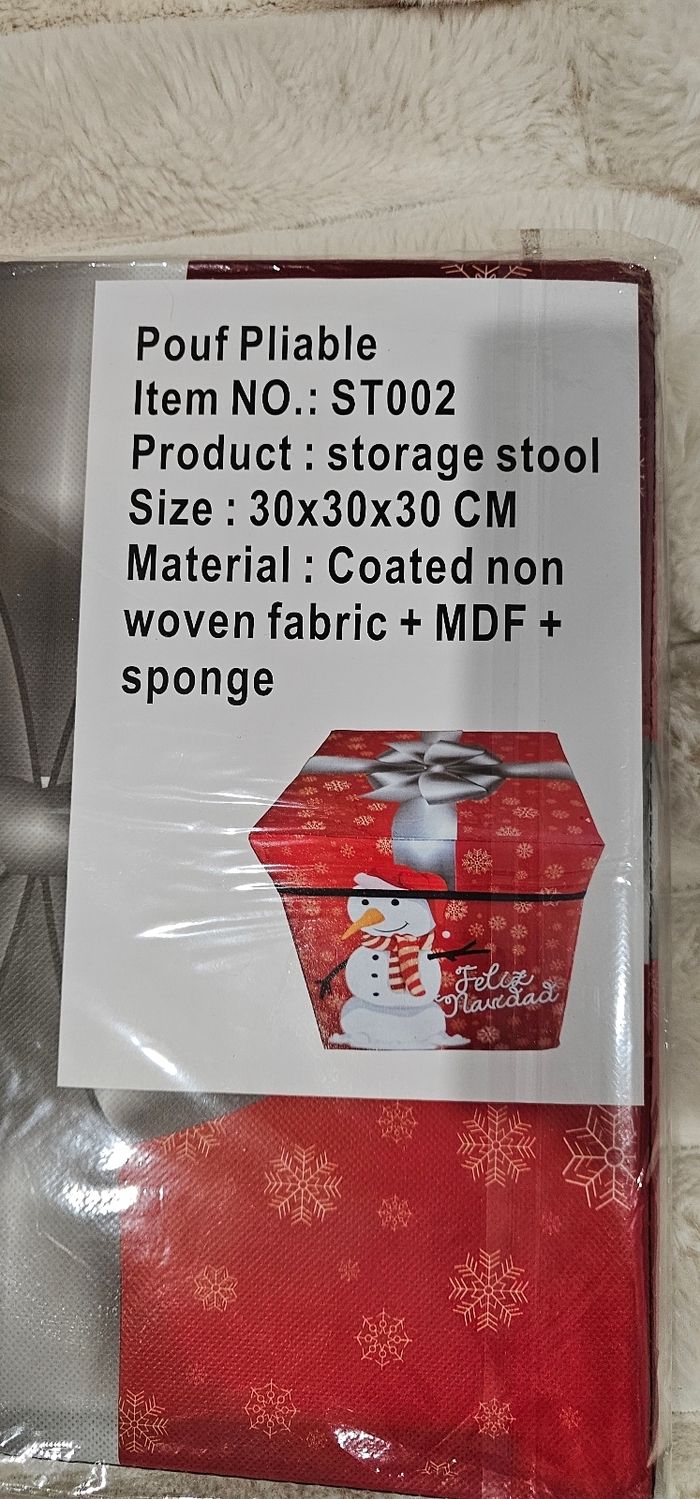 Pouf Pliable
Item NO.: ST002
Product : storage stool
Size : 30x30x30 CM
Material : Coated non
woven fabric + MDF +
sponge
Feliz
Navidad